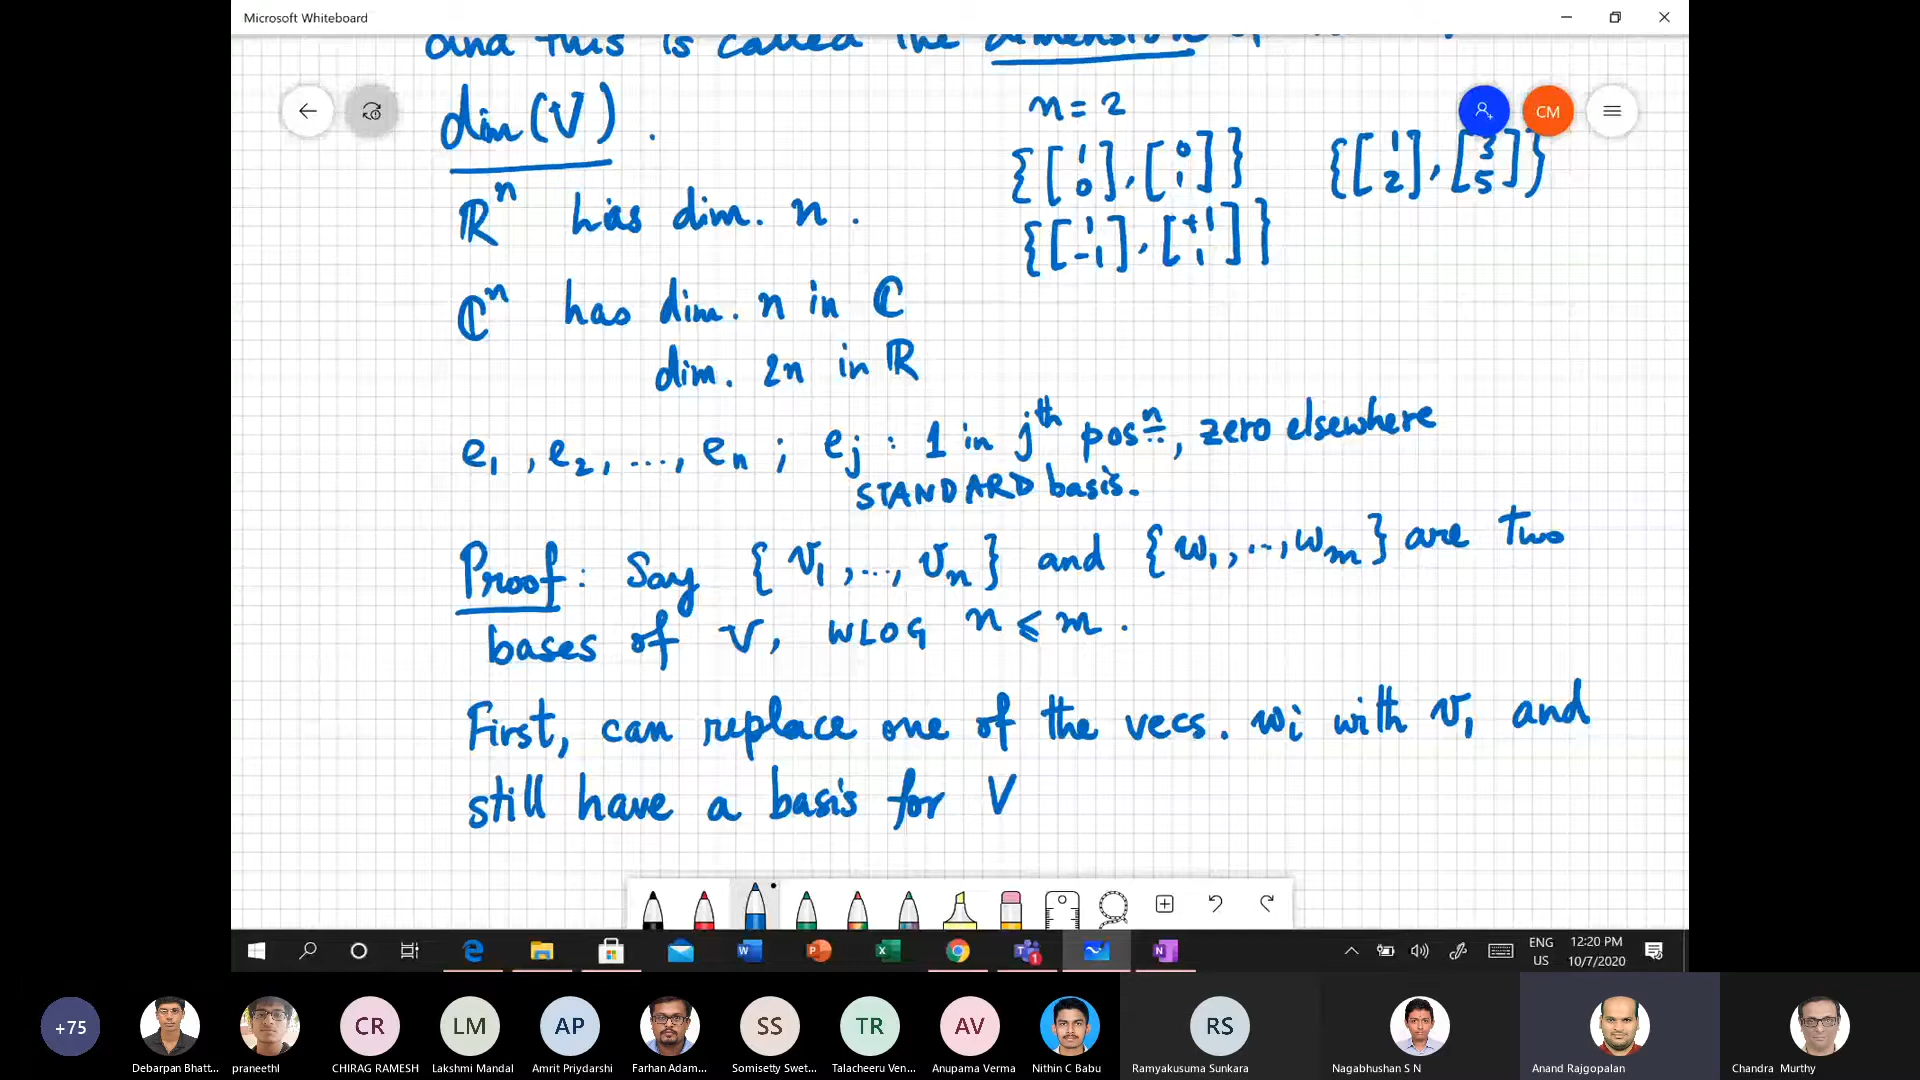 Microsoft Whiteboard
and this is called the dimension of
dim(V).
n = 2
CM
{[1 0], [0 1]}
{[1 2], [3 5]}
ℝⁿ has dim. n.
{[1 -1], [+1 1]}
ℂⁿ has dim. n in ℂ
dim. 2n in ℝ
e₁, e₂, ..., eₙ ; eⱼ : 1 in jᵗʰ posⁿ., zero elsewhere
STANDARD basis.
Proof: Say {v₁, ..., vₙ} and {w₁, ..., wₘ} are two
bases of V, WLOG n ≤ m.
First, can replace one of the vecs. wi with v₁ and
still have a basis for V
ENG
US
12:20 PM
10/7/2020
+75
CR
LM
AP
SS
TR
AV
RS
Debarpan Bhatt...
praneethl
CHIRAG RAMESH
Lakshmi Mandal
Amrit Priydarshi
Farhan Adam...
Somisetty Swet...
Talacheeru Ven...
Anupama Verma
Nithin C Babu
Ramyakusuma Sunkara
Nagabhushan S N
Anand Rajgopalan
Chandra Murthy